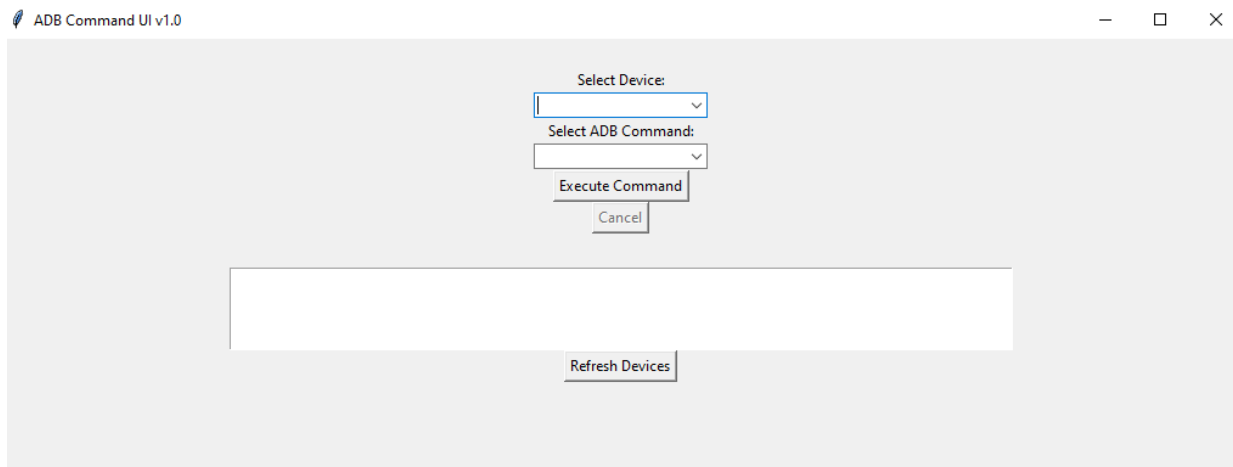 ADB Command UI v1.0
Select Device:
Select ADB Command:
Execute Command
Cancel
Refresh Devices